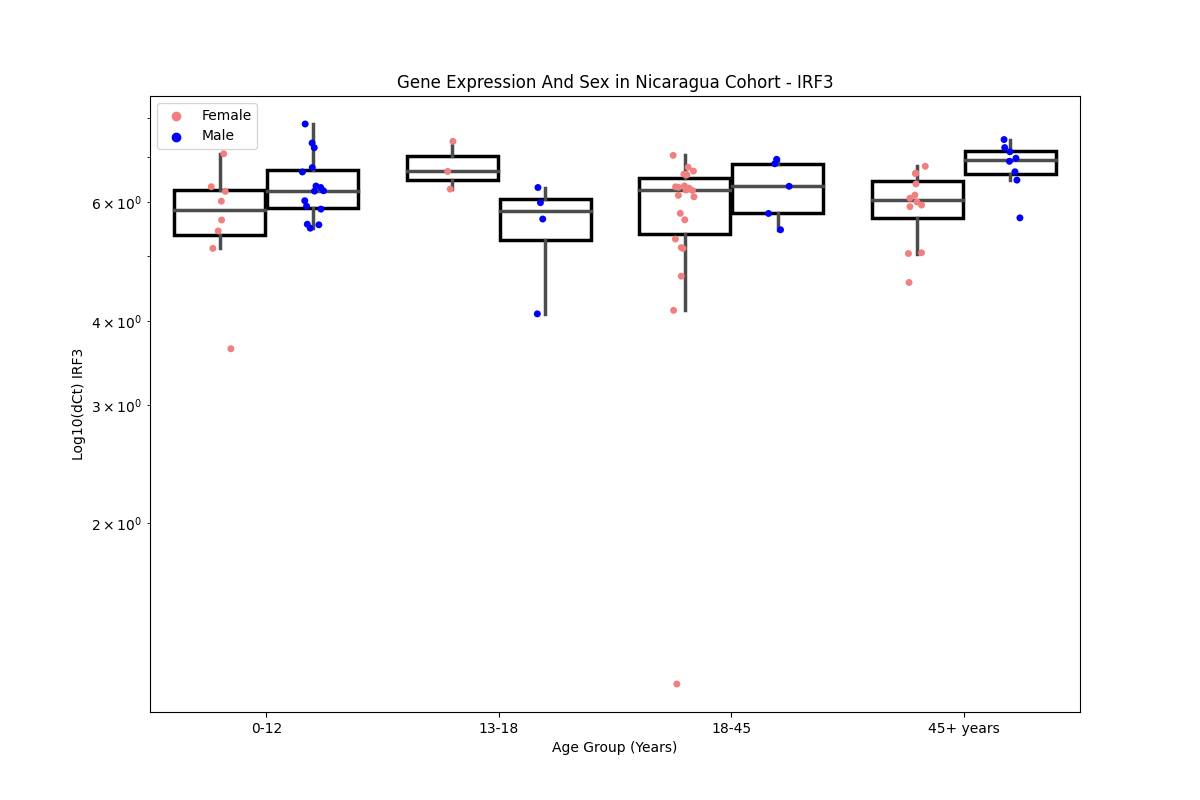 Gene Expression And Sex in Nicaragua Cohort - IRF3
Female
Male
6 × 10⁰
4 × 10⁰
3 × 10⁰
2 × 10⁰
Log10(dCt) IRF3
0-12
13-18
18-45
45+ years
Age Group (Years)